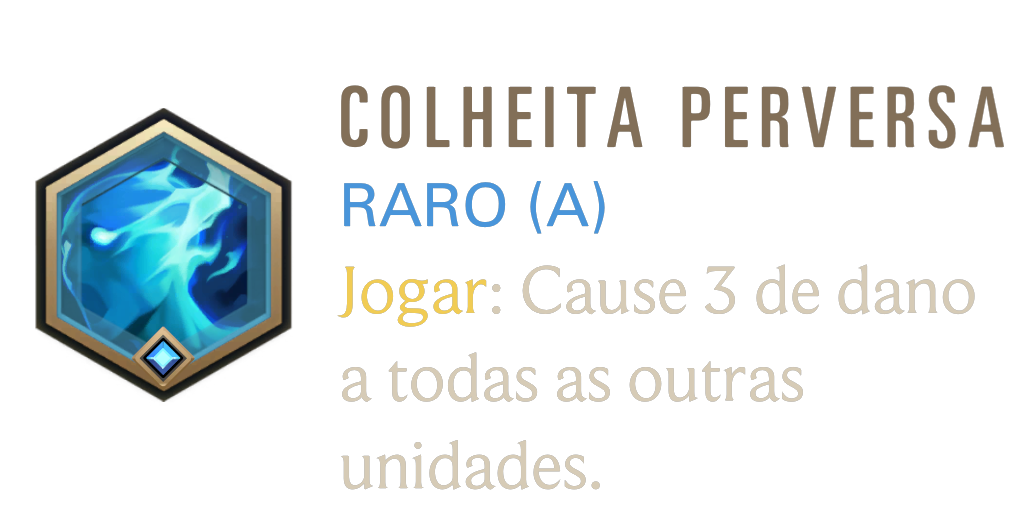 COLHEITA PERVERSA
RARO (A)
Jogar: Cause 3 de dano
a todas as outras
unidades.